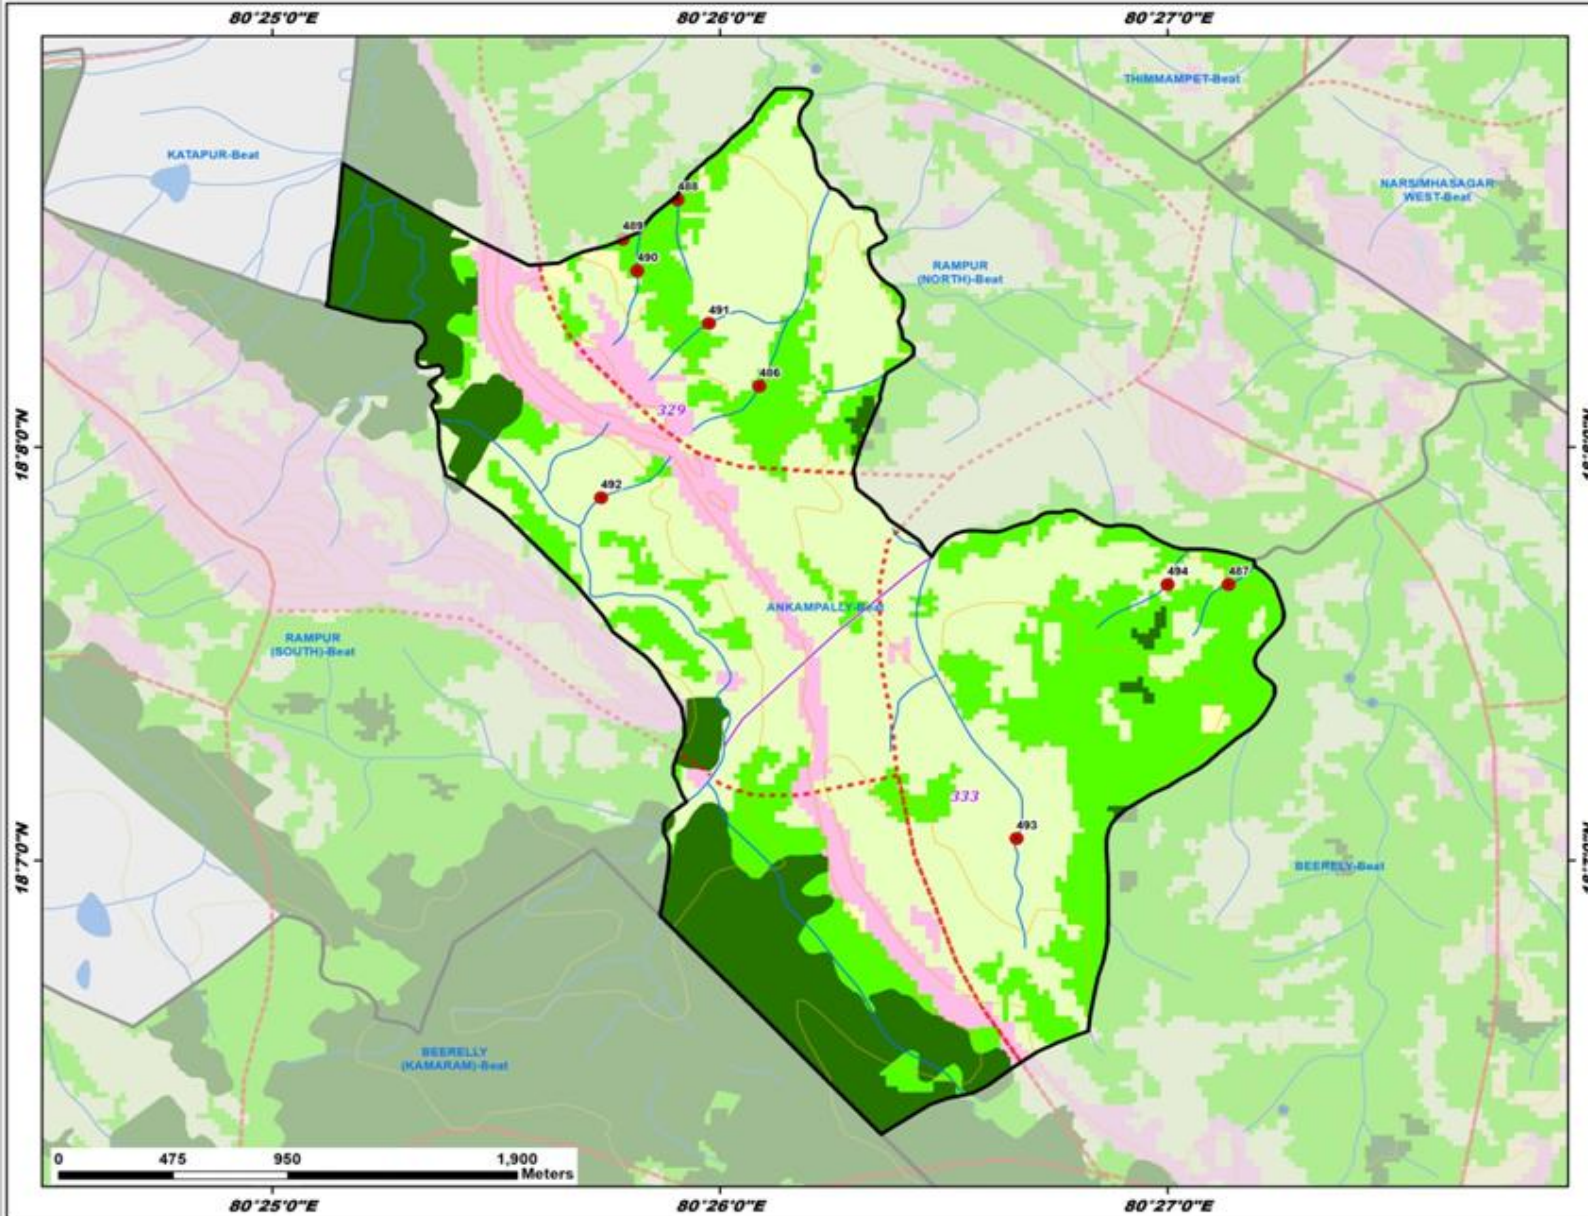 80°25'0"E 80°26'0"E 80°27'0"E
THIMMAMPET-Beat
KATAPUR-Beat
NARSIMHASAGAR
WEST-Beat
488
489
490
RAMPUR
(NORTH)-Beat
491
486
329
18°8'0"N
492
494 487
ANKAMPALLY-Beat
RAMPUR
(SOUTH)-Beat
333
493
18°7'0"N
BEERELY-Beat
BEERELLY
(KAMARAM)-Beat
0 475 950 1,900
Meters
80°25'0"E 80°26'0"E 80°27'0"E